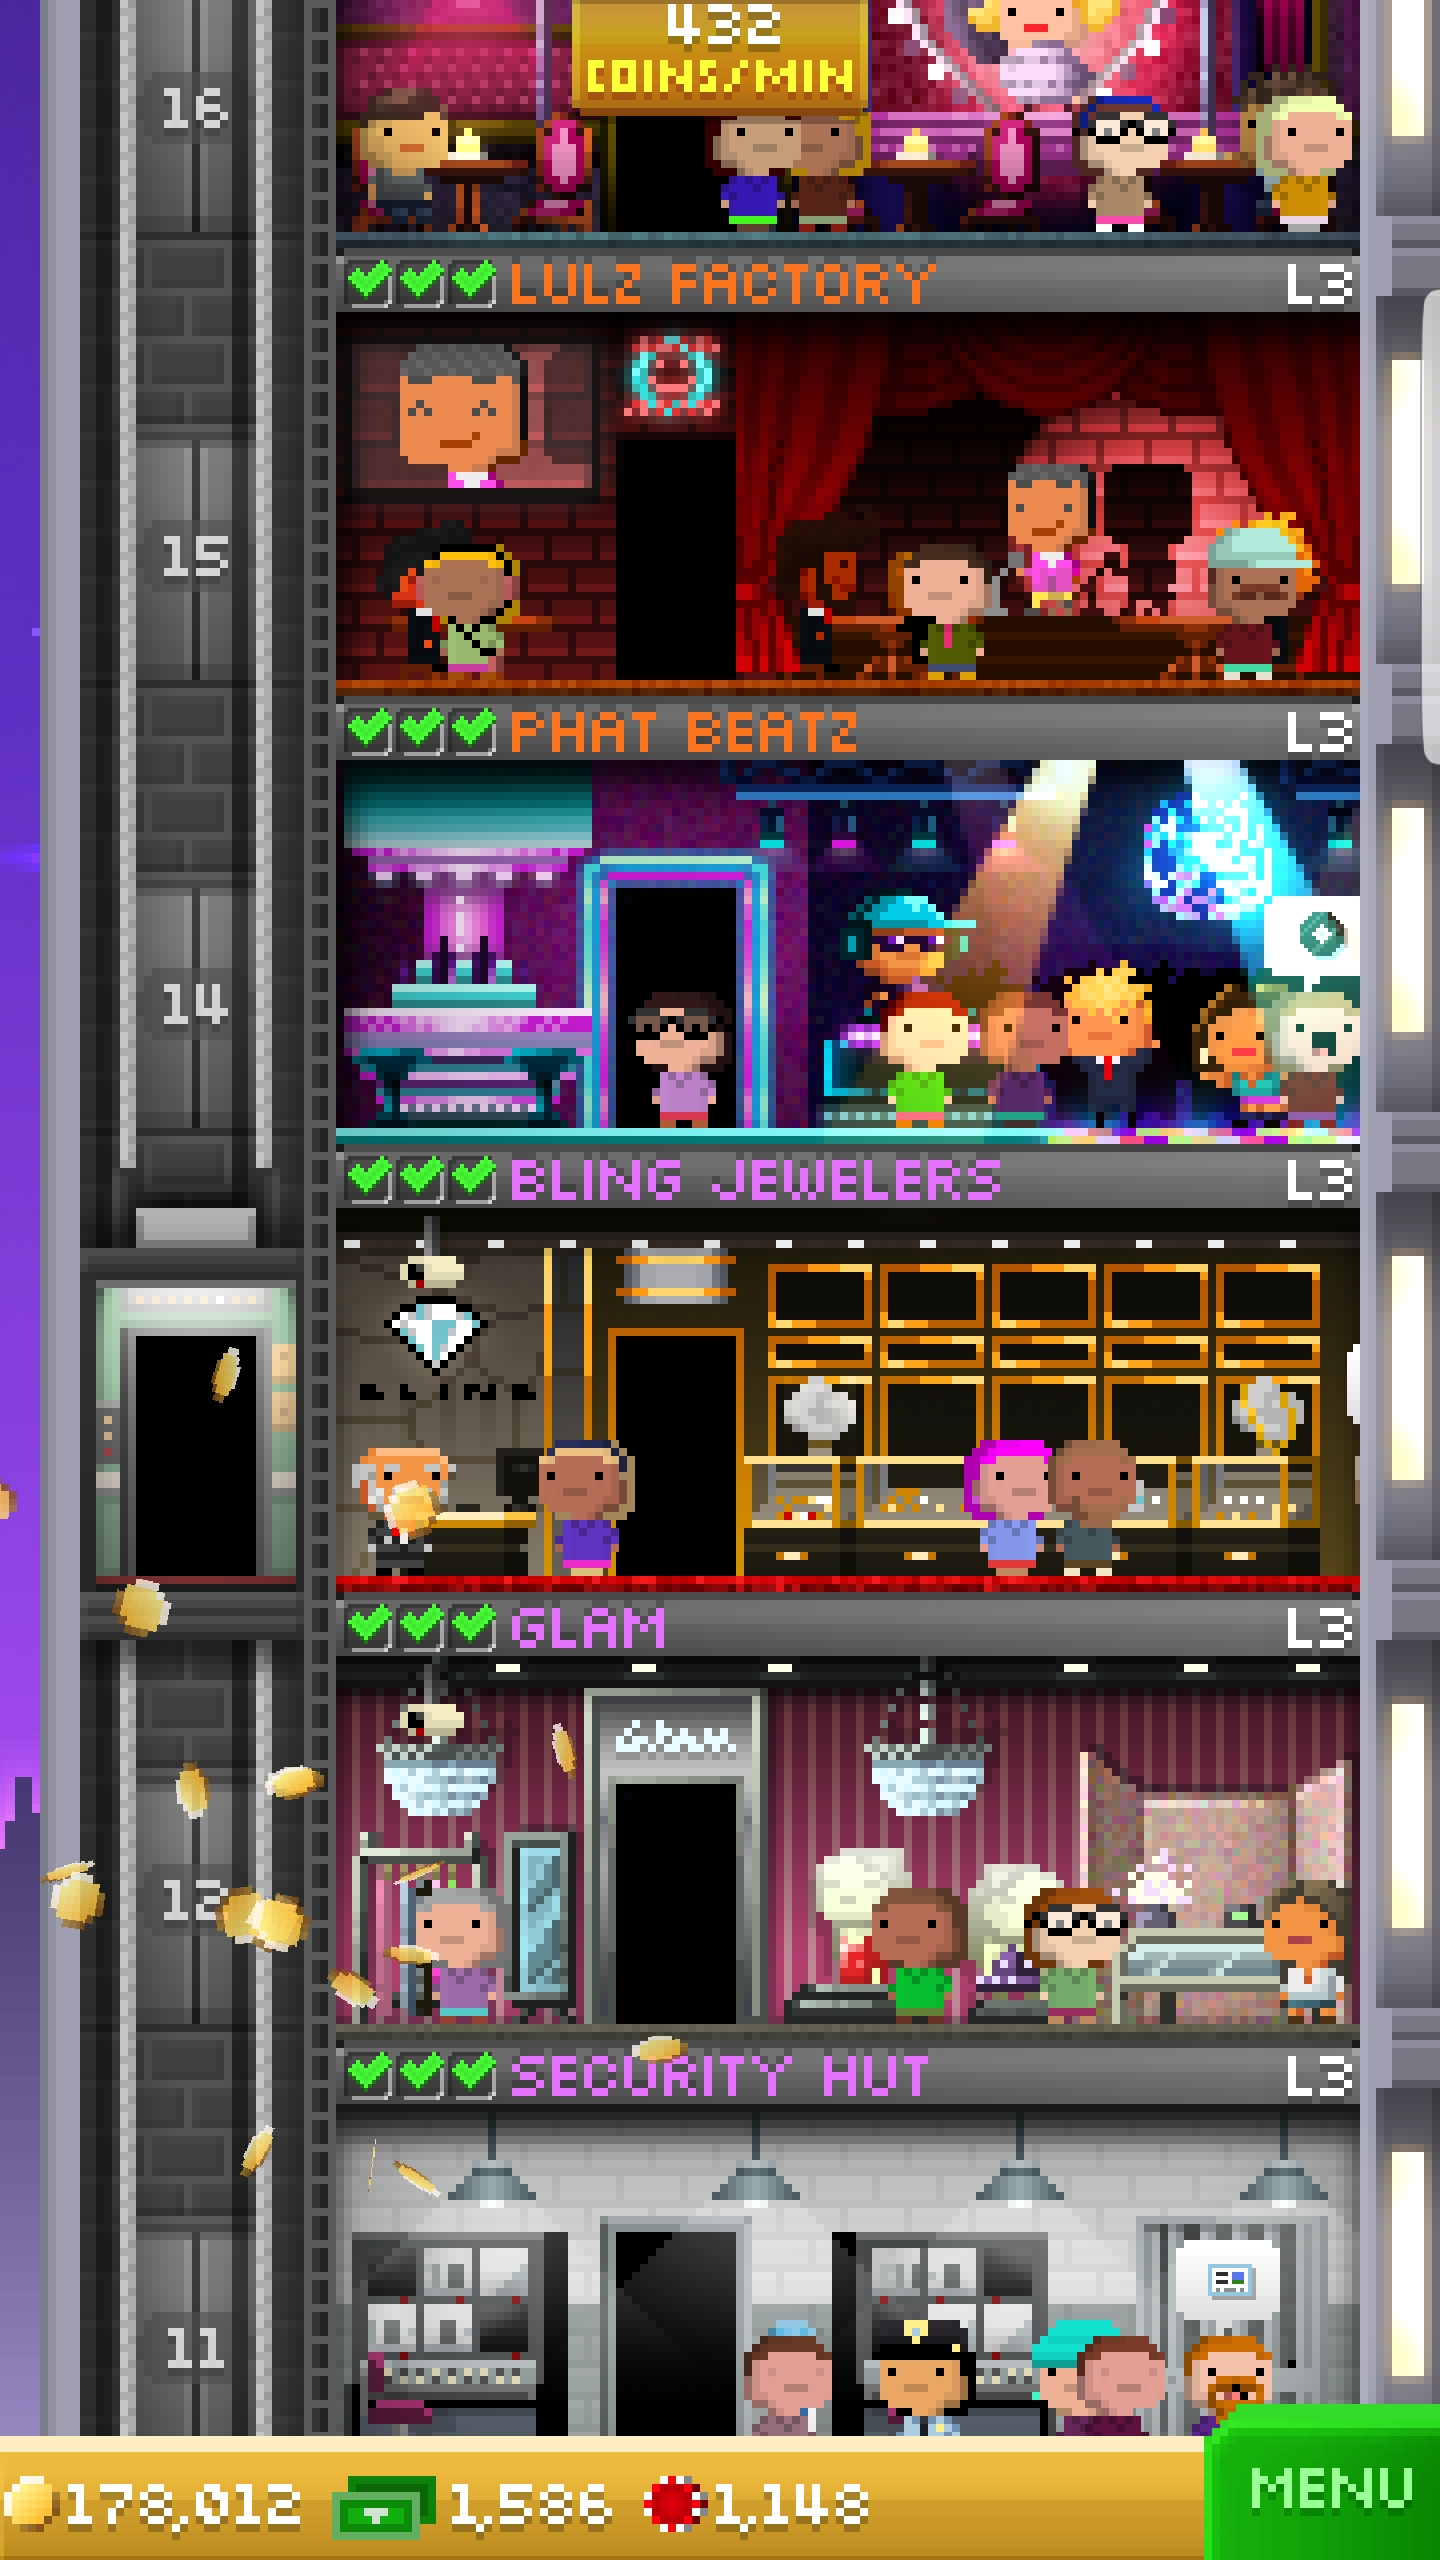 432
COINS/MIN
16
LULZ FACTORY L3
15
PHAT BEATZ L3
14
BLING JEWELERS L3
BLING
GLAM L3
Glam
12
SECURITY HUT L3
11
178,012 1,586 1,148
MENU